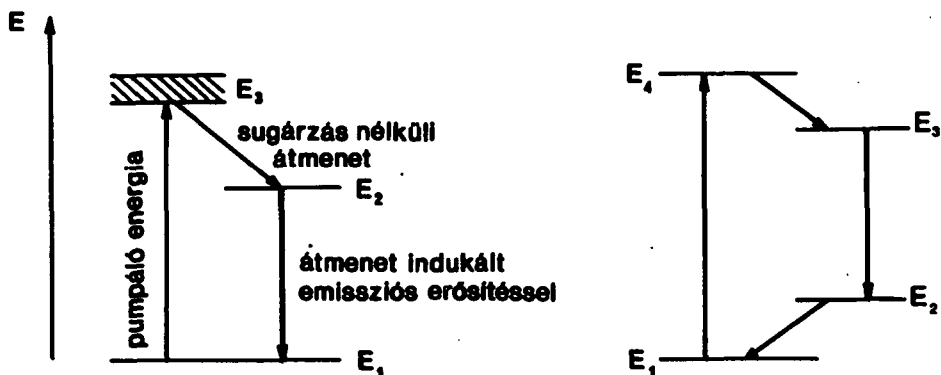 E
E₃
sugárzás nélküli
átmenet
pumpáló energia
E₂
átmenet indukált
emissziós erősítéssel
E₁
E₄
E₃
E₂
E₁